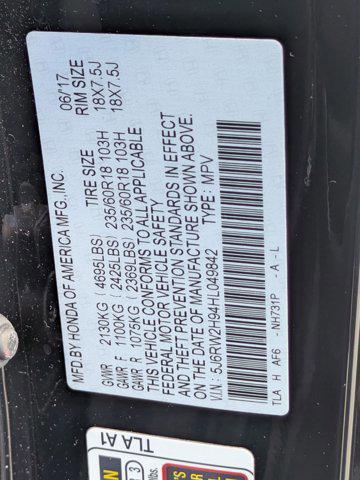 MFD.BY HONDA OF AMERICA MFG., INC. 06/'17
TIRE SIZE RIM SIZE
GVWR 2130KG (4695LBS)
GAWR F 1100KG (2425LBS) 235/60R18 103H 18X7.5J
GAWR R 1075KG (2369LBS) 235/60R18 103H 18X7.5J
THIS VEHICLE CONFORMS TO ALL APPLICABLE
FEDERAL MOTOR VEHICLE SAFETY
AND THEFT PREVENTION STANDARDS IN EFFECT
ON THE DATE OF MANUFACTURE SHOWN ABOVE.
V.I.N.: 5J6RW2H94HL049842 TYPE: MPV
TLA H AF6 - NH731P - A - L
TLA A1